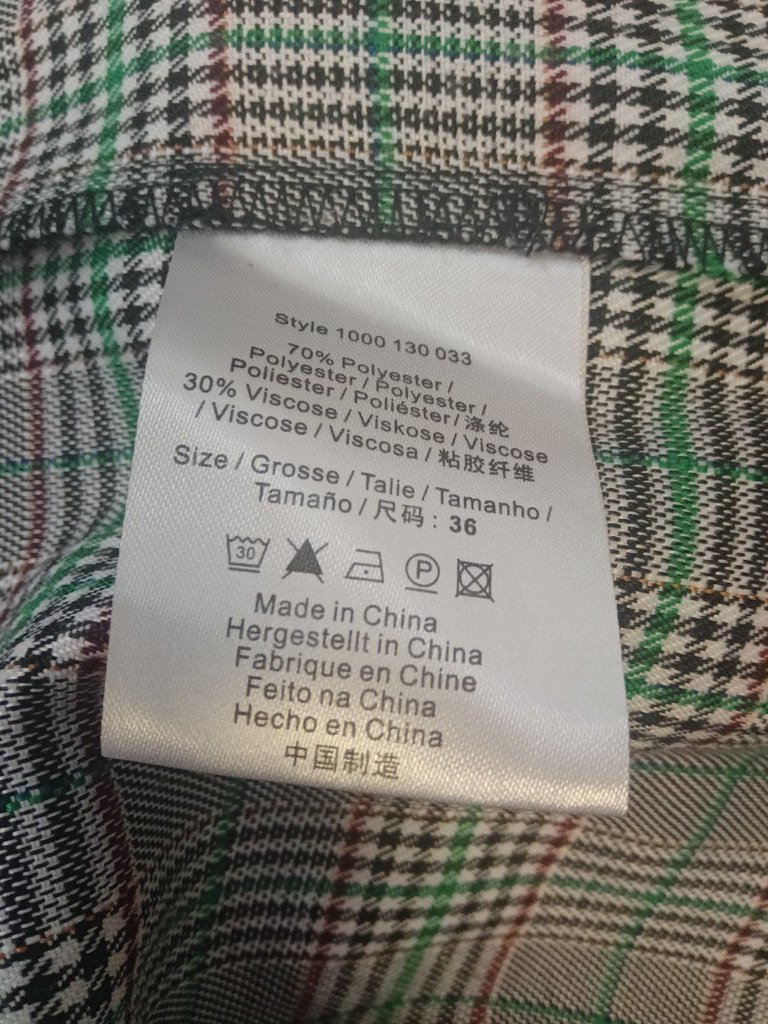 Style 1000 130 033
70% Polyester /
Polyester / Polyester /
Poliester / Poliéster / 涤纶
30% Viscose / Viskose / Viscose
/ Viscose / Viscosa / 粘胶纤维
Size / Grosse / Talie / Tamanho /
Tamaño / 尺码 : 36
30 P
Made in China
Hergestellt in China
Fabrique en Chine
Feito na China
Hecho en China
中国制造